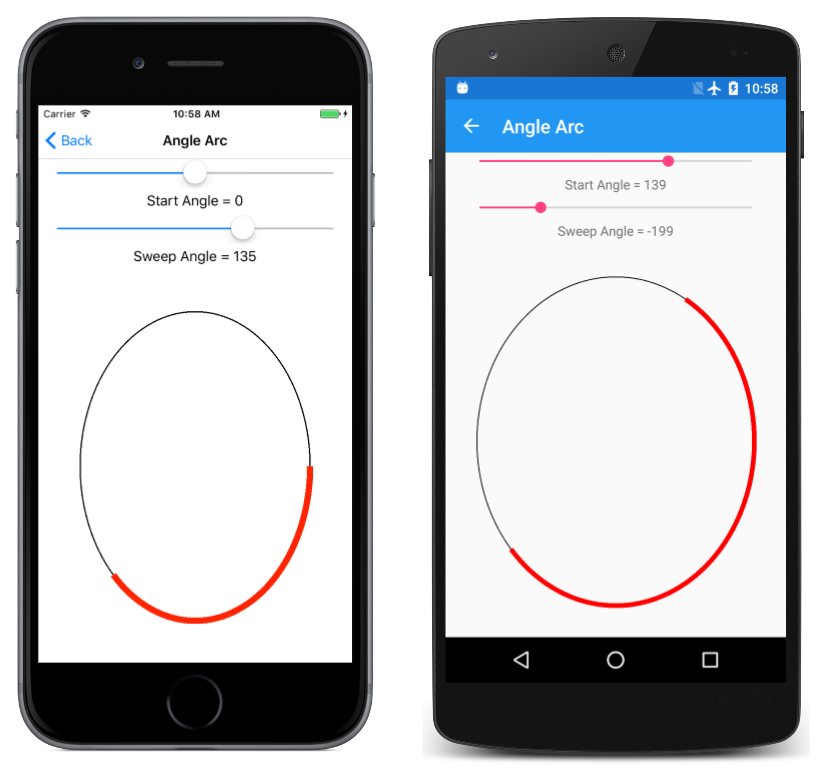 Carrier 10:58 AM
Back Angle Arc
Start Angle = 0
Sweep Angle = 135
10:58
Angle Arc
Start Angle = 139
Sweep Angle = -199